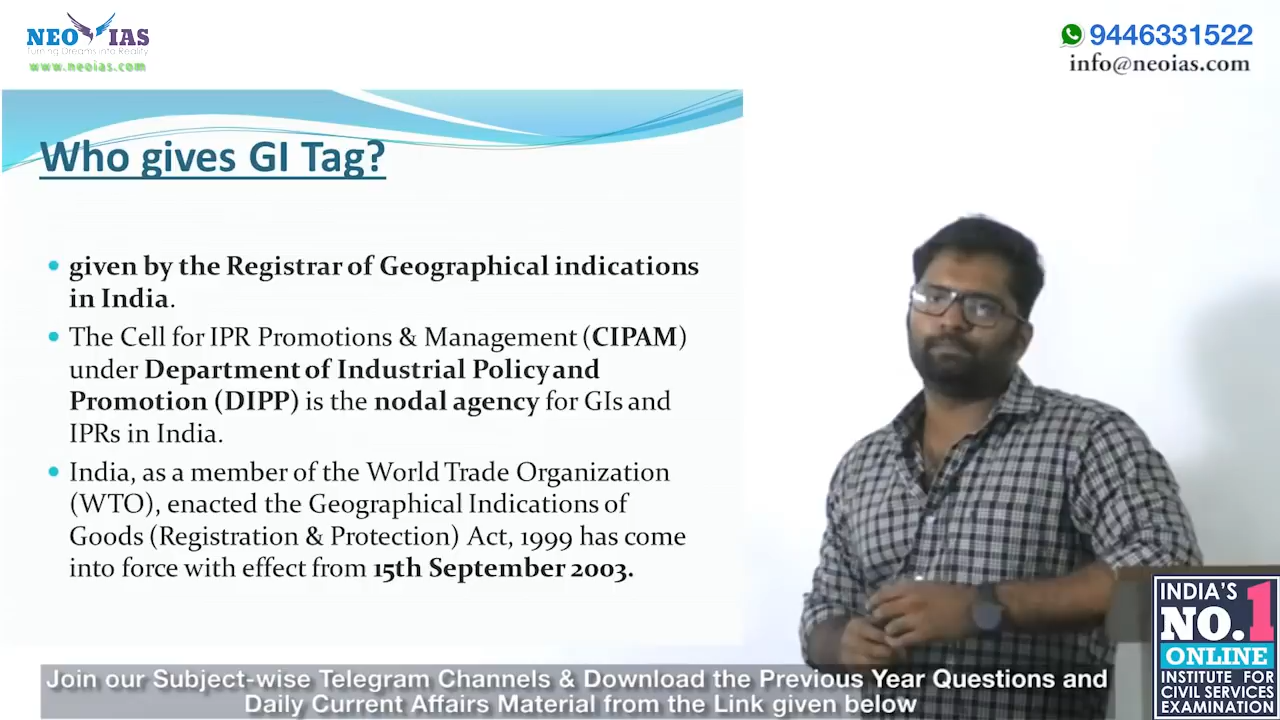 NEO IAS
Turning Dreams into Reality
www.neoias.com
9446331522
info@neoias.com
Who gives GI Tag?
• given by the Registrar of Geographical indications
in India.
• The Cell for IPR Promotions & Management (CIPAM)
under Department of Industrial Policy and
Promotion (DIPP) is the nodal agency for GIs and
IPRs in India.
• India, as a member of the World Trade Organization
(WTO), enacted the Geographical Indications of
Goods (Registration & Protection) Act, 1999 has come
into force with effect from 15th September 2003.
INDIA'S
NO.1
ONLINE
INSTITUTE FOR
CIVIL SERVICES
EXAMINATION
Join our Subject-wise Telegram Channels & Download the Previous Year Questions and
Daily Current Affairs Material from the Link given below